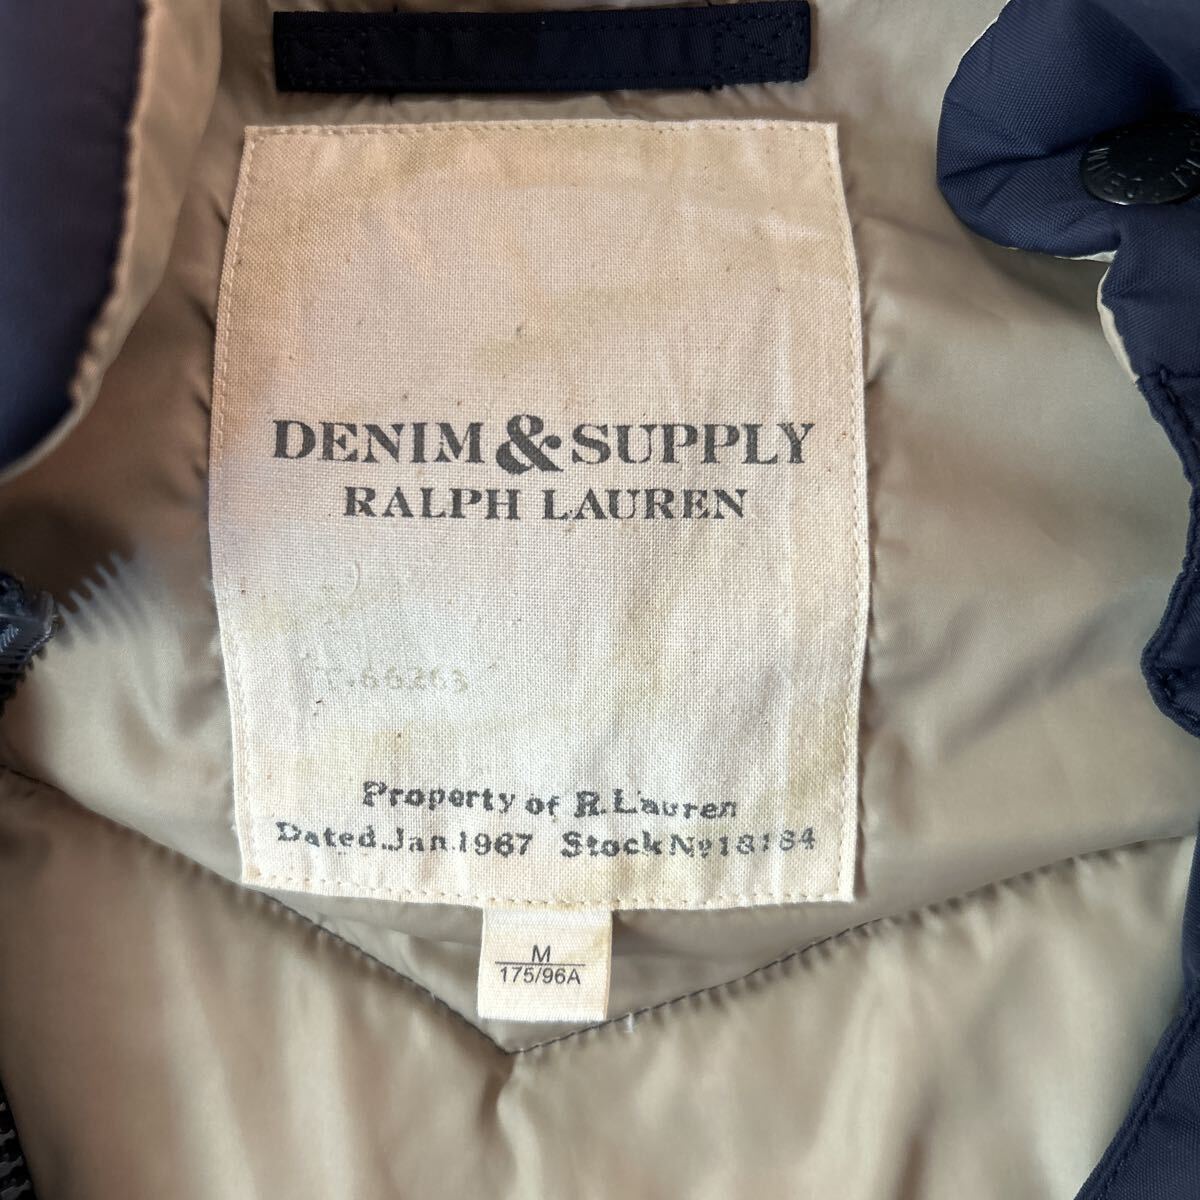 DENIM & SUPPLY
RALPH LAUREN
Property of R. Lauren
Dated. Jan. 1967 Stock No 18184
M
175/96A